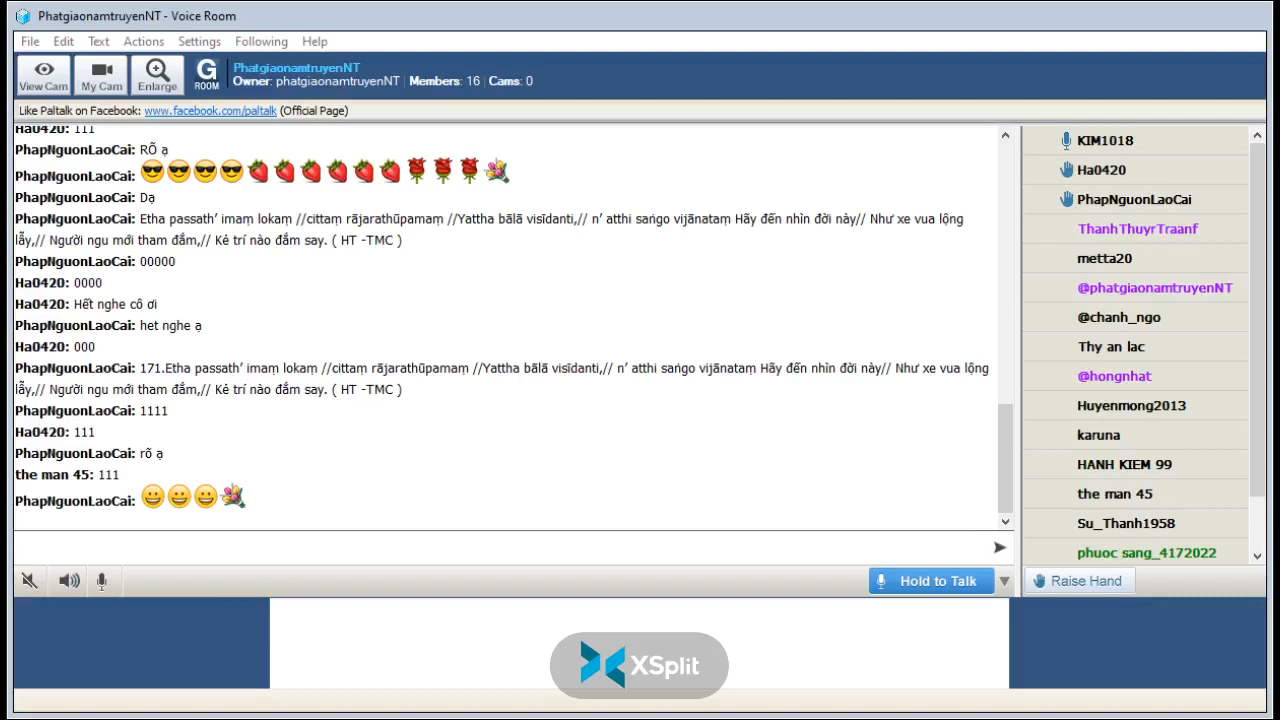 PhatgiaonamtruyenNT - Voice Room
File Edit Text Actions Settings Following Help
View Cam
My Cam
Enlarge
G ROOM
PhatgiaonamtruyenNT
Owner: phatgiaonamtruyenNT | Members: 16 | Cams: 0
Like Paltalk on Facebook: www.facebook.com/paltalk (Official Page)
Ha0420: 111
PhapNguonLaoCai: RÕ ạ
PhapNguonLaoCai:
PhapNguonLaoCai: Dạ
PhapNguonLaoCai: Etha passath’ imaṃ lokaṃ //cittaṃ rājarathūpamaṃ //Yattha bālā visīdanti,// n’ atthi saṅgo vijānataṃ Hãy đến nhìn đời này// Như xe vua lộng
lẫy,// Người ngu mới tham đắm,// Kẻ trí nào đắm say. ( HT -TMC )
PhapNguonLaoCai: 00000
Ha0420: 0000
Ha0420: Hết nghe cô ơi
PhapNguonLaoCai: het nghe ạ
Ha0420: 000
PhapNguonLaoCai: 171.Etha passath’ imaṃ lokaṃ //cittaṃ rājarathūpamaṃ //Yattha bālā visīdanti,// n’ atthi saṅgo vijānataṃ Hãy đến nhìn đời này// Như xe vua lộng
lẫy,// Người ngu mới tham đắm,// Kẻ trí nào đắm say. ( HT -TMC )
PhapNguonLaoCai: 1111
Ha0420: 111
PhapNguonLaoCai: rõ ạ
the man 45: 111
PhapNguonLaoCai:
KIM1018
Ha0420
PhapNguonLaoCai
ThanhThuyrTraanf
metta20
@phatgiaonamtruyenNT
@chanh_ngo
Thy an lac
@hongnhat
Huyenmong2013
karuna
HANH KIEM 99
the man 45
Su_Thanh1958
phuoc sang_4172022
Hold to Talk
Raise Hand
XSplit